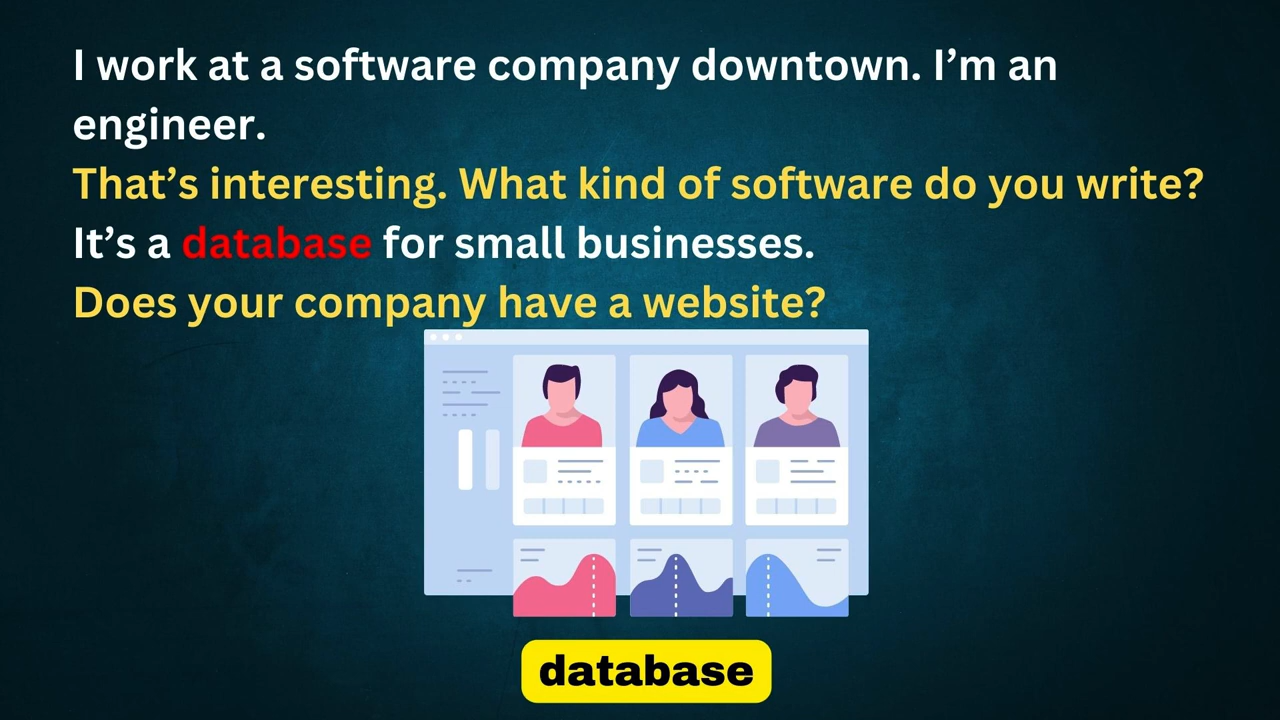 I work at a software company downtown. I’m an
engineer.
That’s interesting. What kind of software do you write?
It’s a database for small businesses.
Does your company have a website?
database